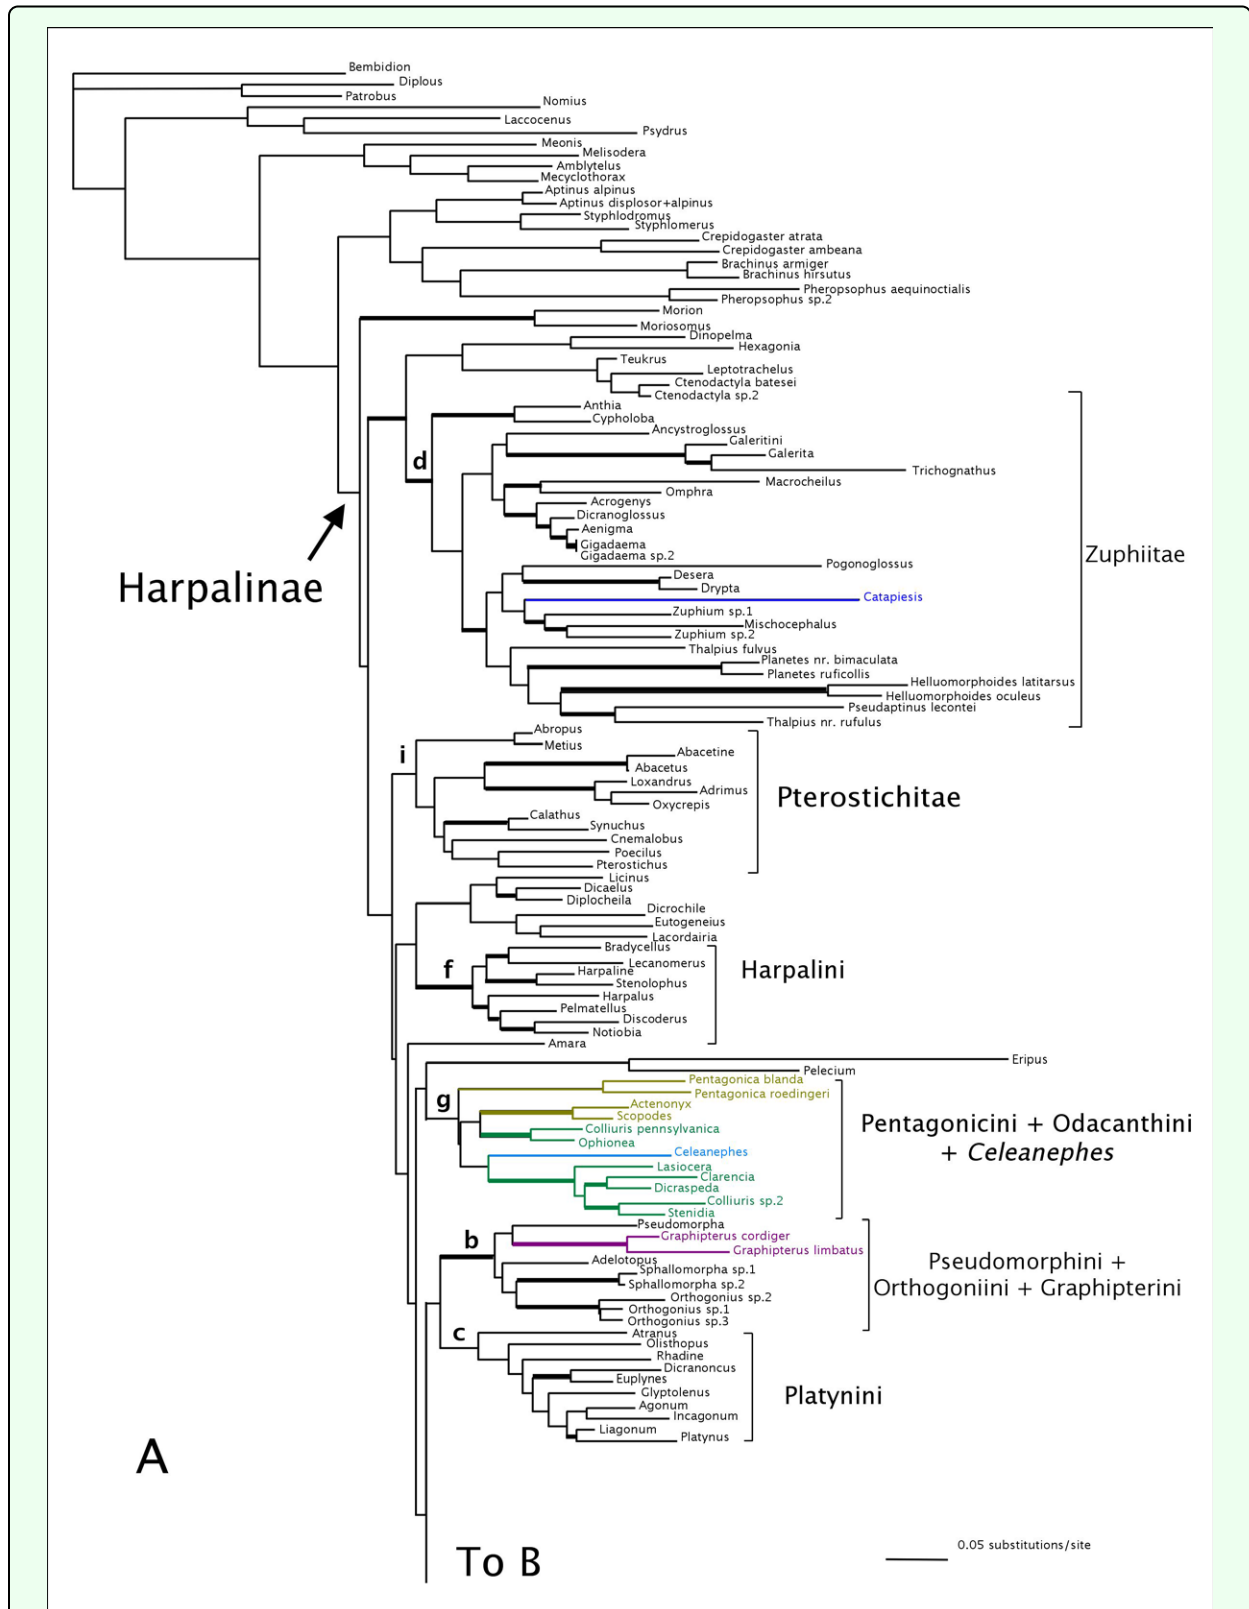 Bembidion
Diplous
Patrobus
Nomius
Laccocenus
Psydrus
Meonis
Melisodera
Amblytelus
Mecyclothorax
Aptinus alpinus
Aptinus displosor+alpinus
Styphlodromus
Styphlomerus
Crepidogaster atrata
Crepidogaster ambeana
Brachinus armiger
Brachinus hirsutus
Pheropsophus aequinoctialis
Pheropsophus sp.2
Morion
Moriosomus
Dinopelma
Hexagonia
Teukrus
Leptotrachelus
Ctenodactyla batesei
Ctenodactyla sp.2
Anthia
Cypholoba
Ancystroglossus
Galeritini
d
Galerita
Trichognathus
Macrocheilus
Omphra
Acrogenys
Dicranoglossus
Aenigma
Gigadaema
Gigadaema sp.2
Zuphiitae
Harpalinae
Pogonoglossus
Desera
Drypta
Catapiesis
Zuphium sp.1
Mischocephalus
Zuphium sp.2
Thalpius fulvus
Planetes nr. bimaculata
Planetes ruficollis
Helluomorphoides latitarsus
Helluomorphoides oculeus
Pseudaptinus lecontei
Thalpius nr. rufulus
Abropus
Metius
i
Abacetine
Abacetus
Loxandrus
Adrimus
Oxycrepis
Pterostichitae
Calathus
Synuchus
Cnemalobus
Poecilus
Pterostichus
Licinus
Dicaelus
Diplocheila
Dicrochile
Eutogeneius
Lacordairia
Bradycellus
Lecanomerus
f
Harpaline
Stenolophus
Harpalini
Harpalus
Pelmatellus
Discoderus
Notiobia
Amara
Eripus
Pelecium
Pentagonica blanda
Pentagonica roedingeri
g
Actenonyx
Scopodes
Colliuris pennsylvanica
Ophionea
Pentagonicini + Odacanthini
+ Celeanephes
Celeanephes
Lasiocera
Clarencia
Dicraspeda
Colliuris sp.2
Stenidia
Pseudomorpha
b
Graphipterus cordiger
Graphipterus limbatus
Adelotopus
Sphallomorpha sp.1
Sphallomorpha sp.2
Pseudomorphini +
Orthogoniini + Graphipterini
Orthogonius sp.2
Orthogonius sp.1
Orthogonius sp.3
c
Atranus
Olisthopus
Rhadine
Dicranoncus
Euplynes
Glyptolenus
Platynini
Agonum
Incagonum
Liagonum
Platynus
A
To B
0.05 substitutions/site